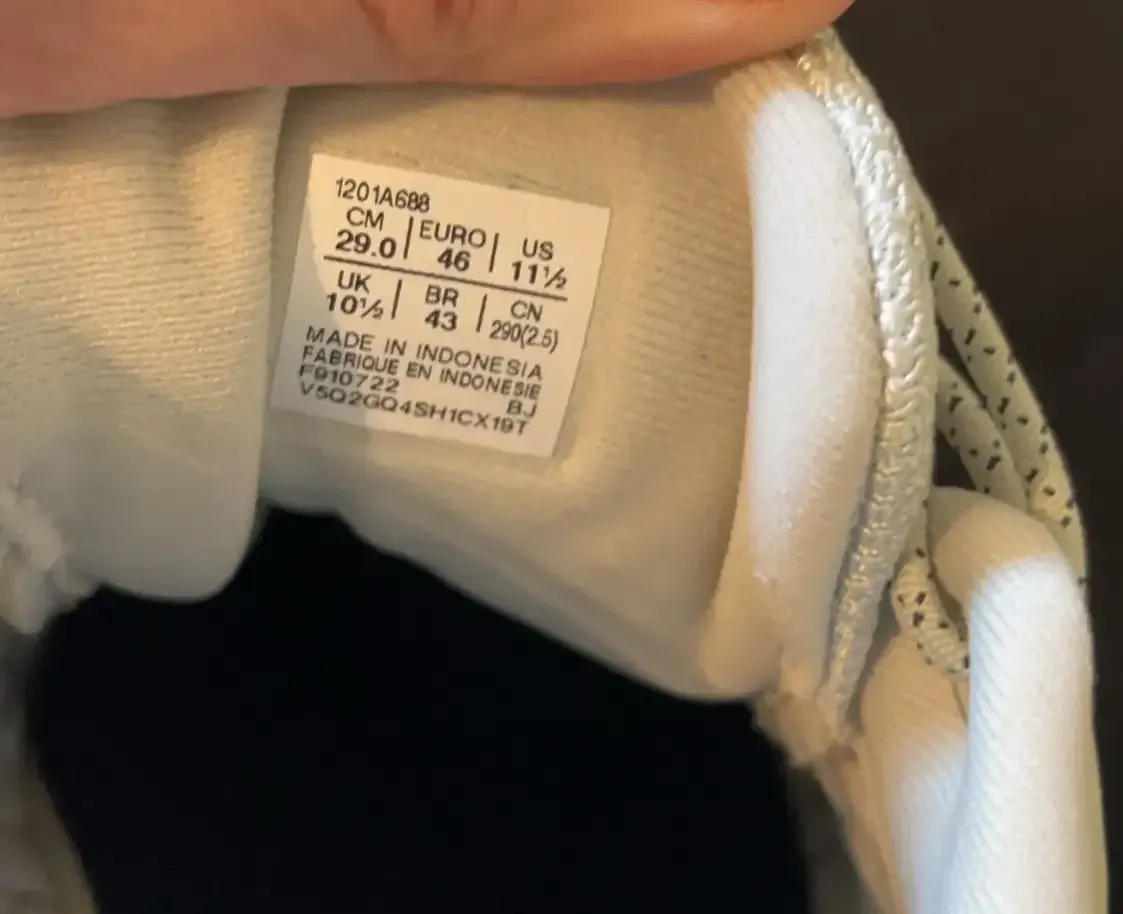 1201A688
CM | EURO | US
29.0 | 46 | 11½
UK | BR | CN
10½ | 43 | 290(2.5)
MADE IN INDONESIA
FABRIQUE EN INDONESIE
F910722 BJ
V5Q2GQ4SH1CX19T